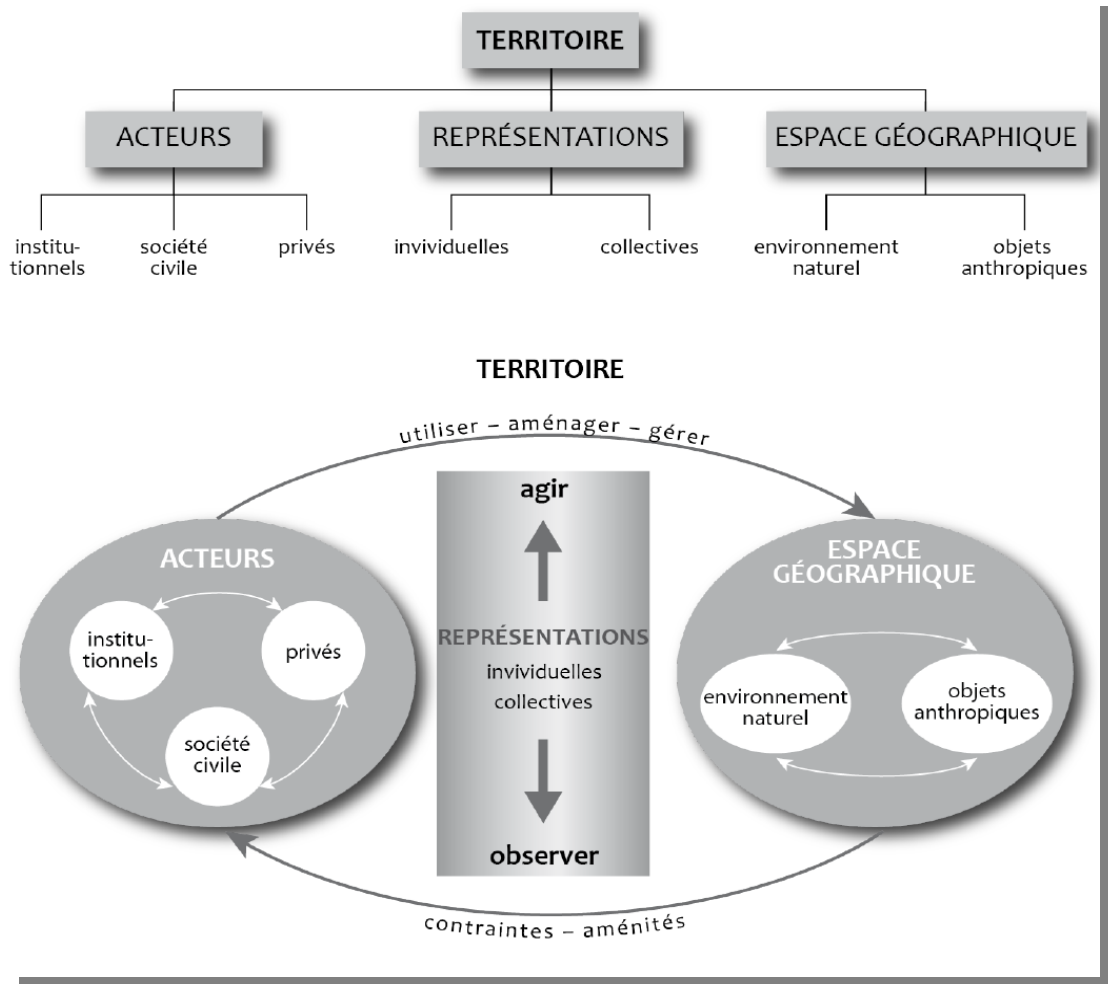 TERRITOIRE
ACTEURS
REPRÉSENTATIONS
ESPACE GÉOGRAPHIQUE
institu-
tionnels
société
civile
privés
invividuelles
collectives
environnement
naturel
objets
anthropiques
TERRITOIRE
utiliser – aménager – gérer
agir
ACTEURS
institu-
tionnels
privés
société
civile
REPRÉSENTATIONS
invividuelles
collectives
observer
ESPACE
GÉOGRAPHIQUE
environnement
naturel
objets
anthropiques
contraintes – aménités